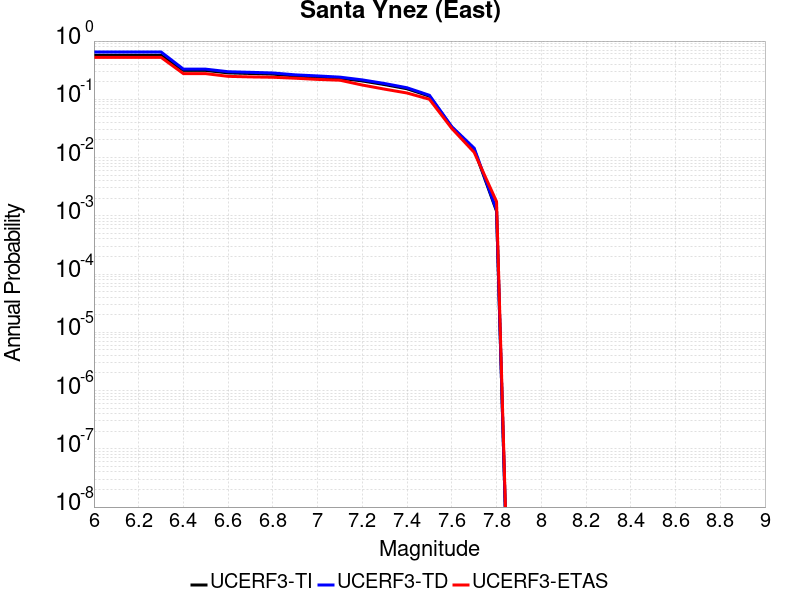 Santa Ynez (East)
10^0
10^-1
10^-2
10^-3
10^-4
10^-5
10^-6
10^-7
10^-8
Annual Probability
6 6.2 6.4 6.6 6.8 7 7.2 7.4 7.6 7.8 8 8.2 8.4 8.6 8.8 9
Magnitude
UCERF3-TI UCERF3-TD UCERF3-ETAS